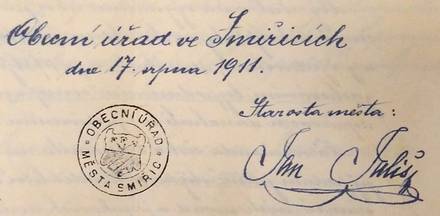 Obecní úřad ve Smiřicích
dne 17. srpna 1911.
Starosta města:
OBECNÍ ÚŘAD
MĚSTA SMIŘIC
Jan